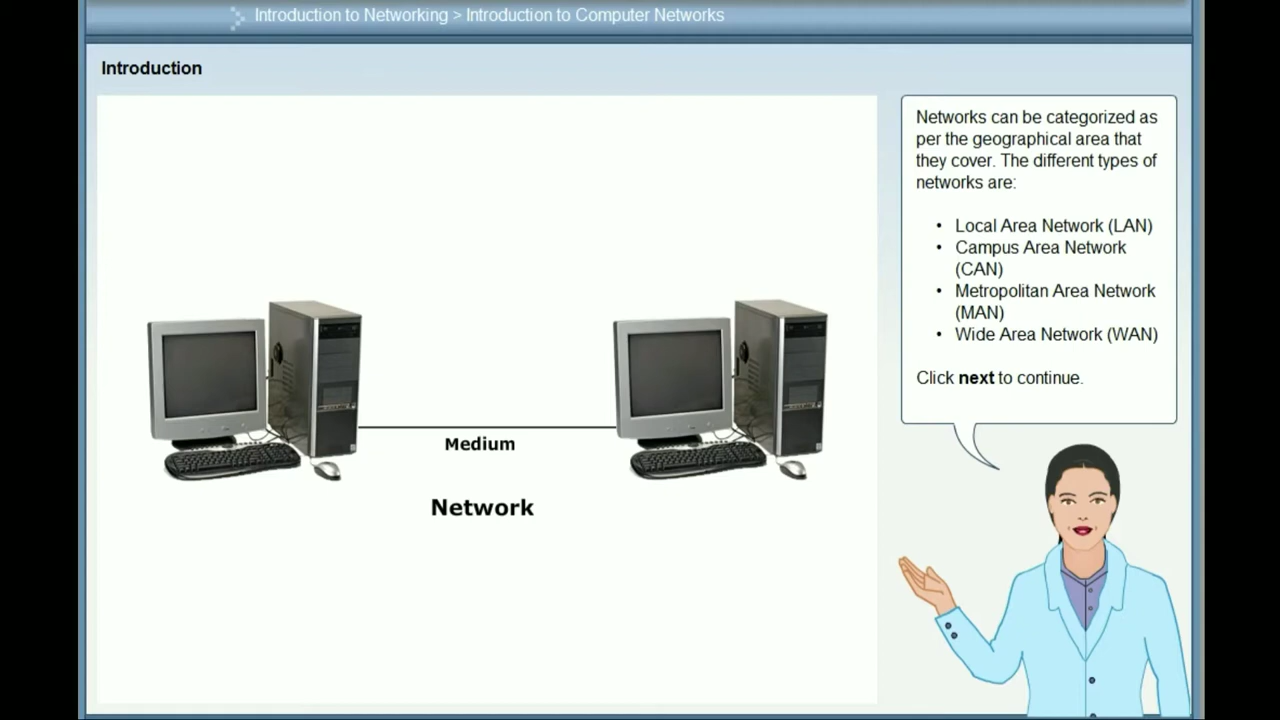 Introduction to Networking > Introduction to Computer Networks
Introduction
Networks can be categorized as
per the geographical area that
they cover. The different types of
networks are:
• Local Area Network (LAN)
• Campus Area Network
(CAN)
• Metropolitan Area Network
(MAN)
• Wide Area Network (WAN)
Click next to continue.
Medium
Network